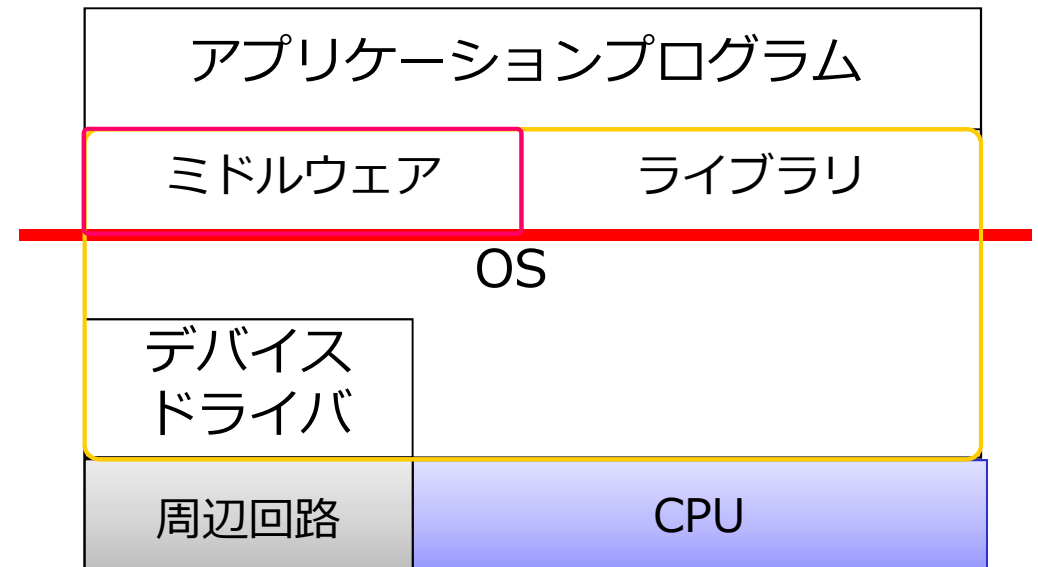 アプリケーションプログラム
ミドルウェア
ライブラリ
OS
デバイス
ドライバ
周辺回路
CPU